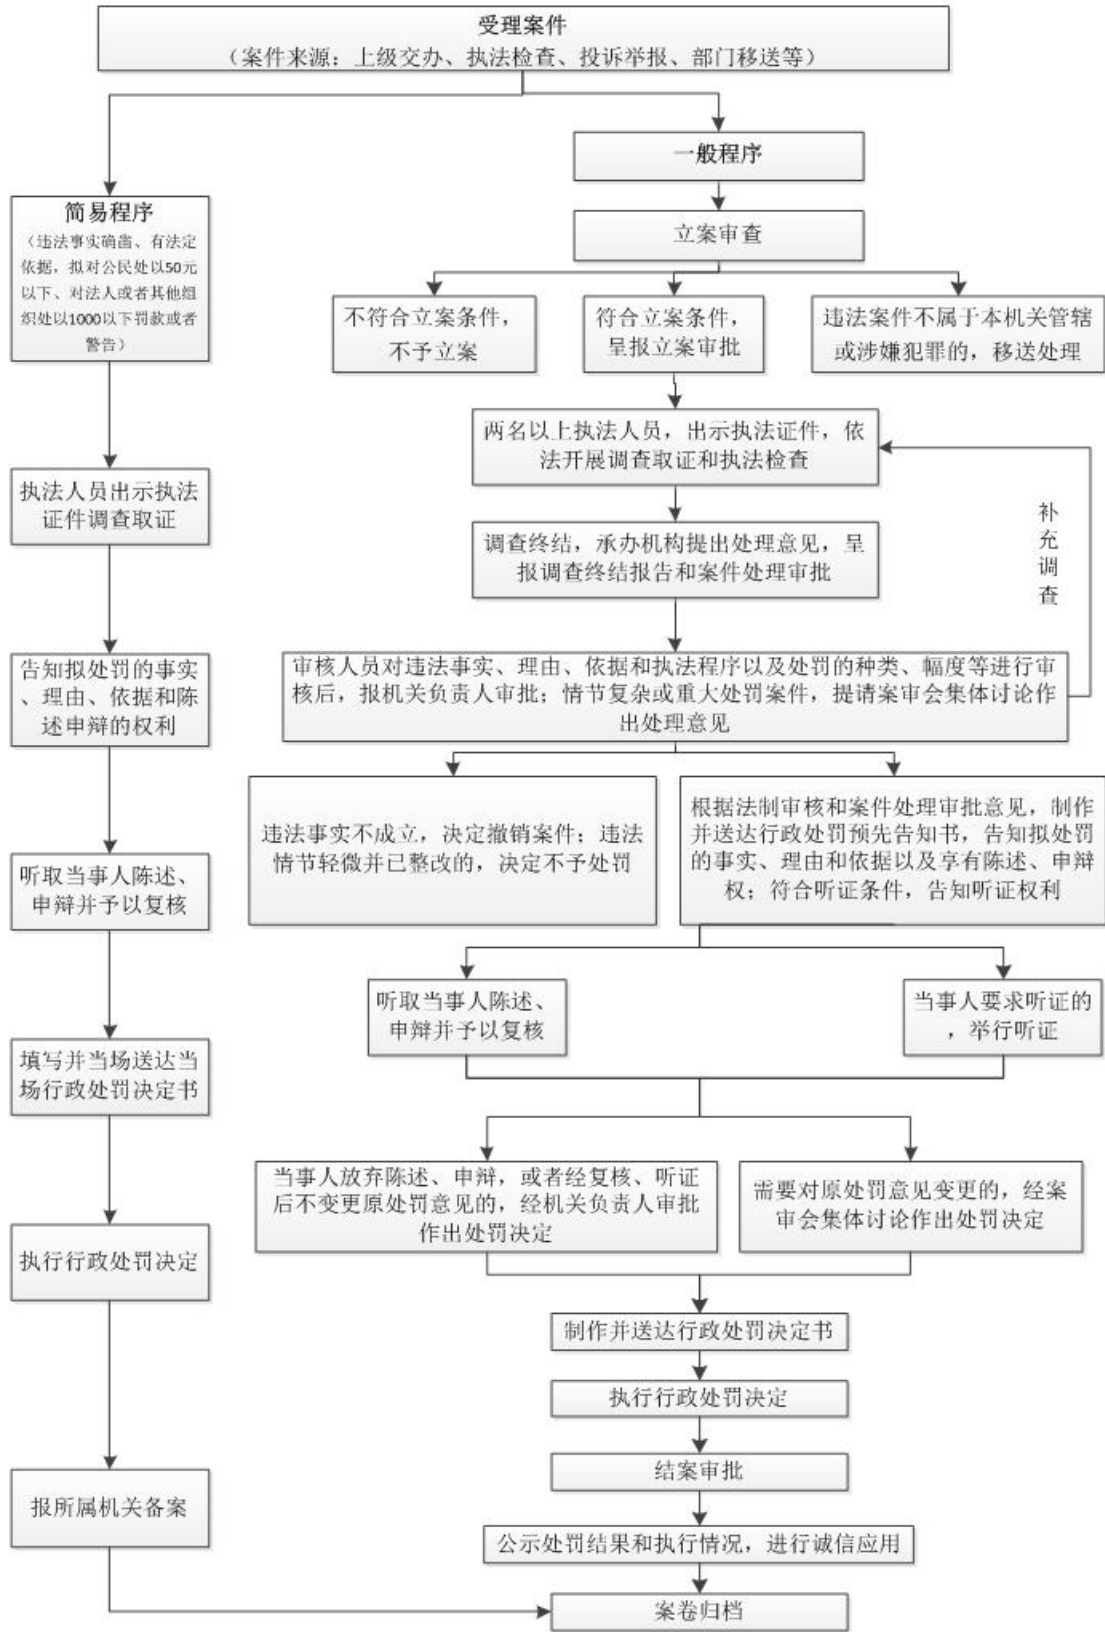 受理案件
（案件来源：上级交办、执法检查、投诉举报、部门移送等）
一般程序
简易程序
（违法事实确凿、有法定
依据，拟对公民处以50元
以下、对法人或者其他组
织处以1000以下罚款或者
警告）
立案审查
不符合立案条件，
不予立案
符合立案条件，
呈报立案审批
违法案件不属于本机关管辖
或涉嫌犯罪的，移送处理
两名以上执法人员，出示执法证件，依
法开展调查取证和执法检查
执法人员出示执法
证件调查取证
补
充
调
查
调查终结，承办机构提出处理意见，呈
报调查终结报告和案件处理审批
告知拟处罚的事实
、理由、依据和陈
述申辩的权利
审核人员对违法事实、理由、依据和执法程序以及处罚的种类、幅度等进行审
核后，报机关负责人审批；情节复杂或重大处罚案件，提请案审会集体讨论作
出处理意见
违法事实不成立，决定撤销案件；违法
情节轻微并已整改的，决定不予处罚
根据法制审核和案件处理审批意见，制作
并送达行政处罚预先告知书，告知拟处罚
的事实、理由和依据以及享有陈述、申辩
权；符合听证条件，告知听证权利
听取当事人陈述、
申辩并予以复核
听取当事人陈述、
申辩并予以复核
当事人要求听证的
，举行听证
填写并当场送达当
场行政处罚决定书
当事人放弃陈述、申辩，或者经复核、听证
后不变更原处罚意见的，经机关负责人审批
作出处罚决定
需要对原处罚意见变更的，经案
审会集体讨论作出处罚决定
执行行政处罚决定
制作并送达行政处罚决定书
执行行政处罚决定
结案审批
报所属机关备案
公示处罚结果和执行情况，进行诚信应用
案卷归档